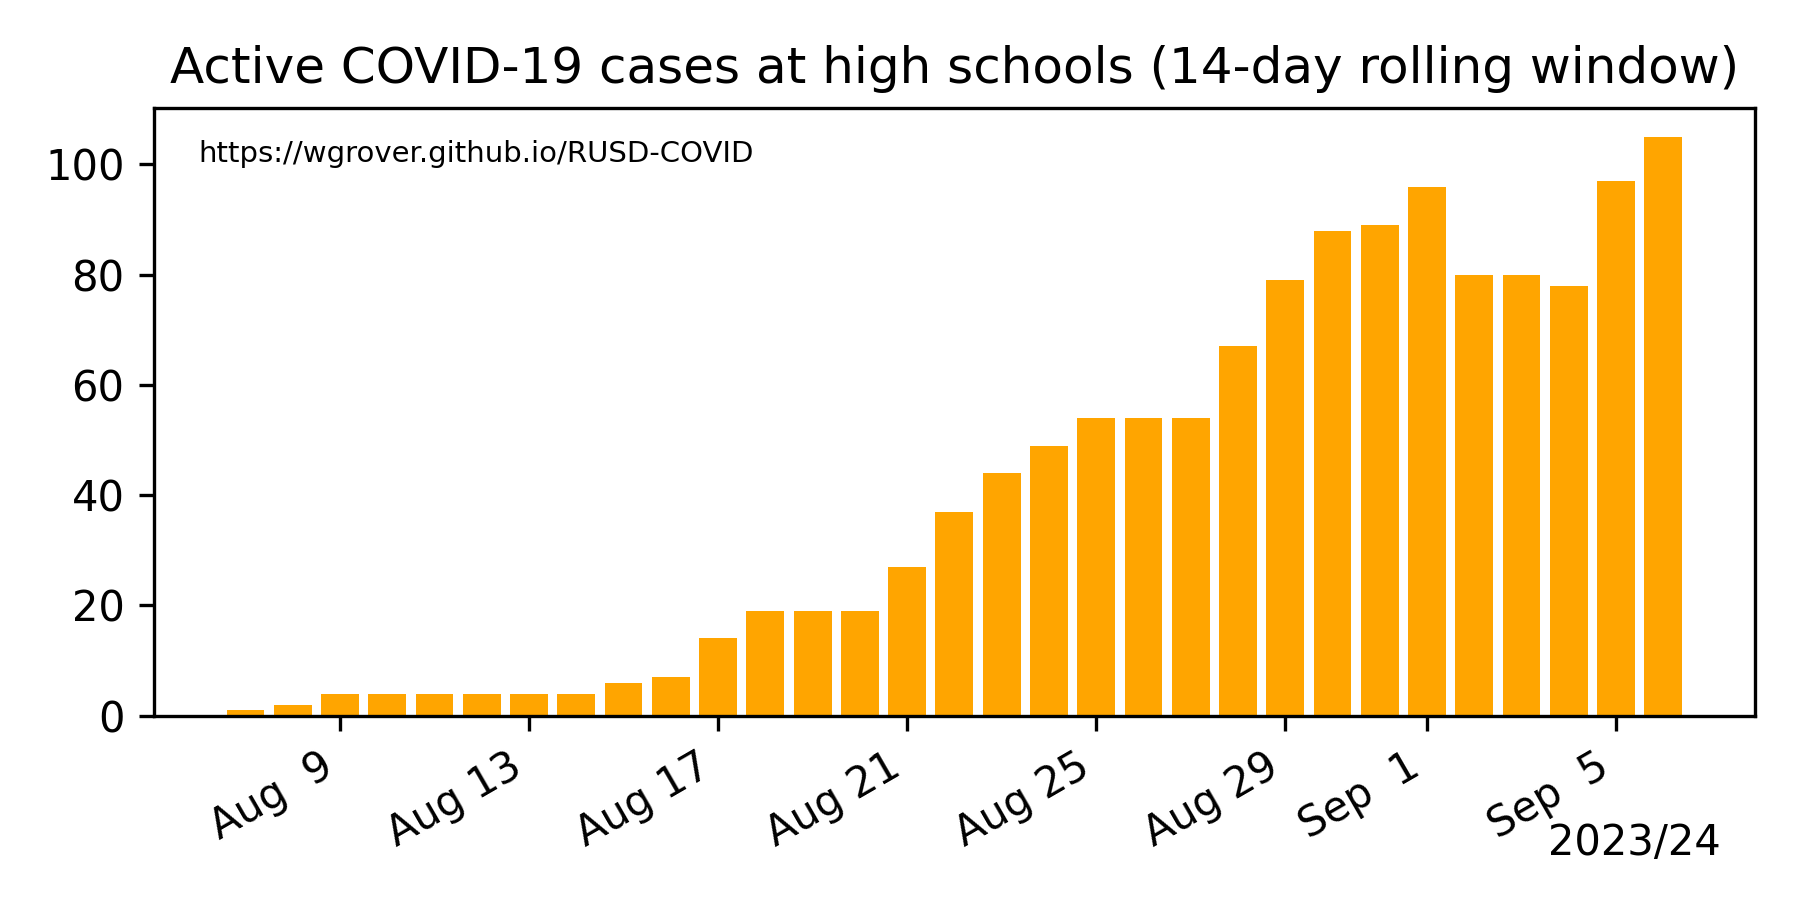 Active COVID-19 cases at high schools (14-day rolling window)
https://wgrover.github.io/RUSD-COVID
100
80
60
40
20
0
Aug 9
Aug 13
Aug 17
Aug 21
Aug 25
Aug 29
Sep 1
Sep 5
2023/24